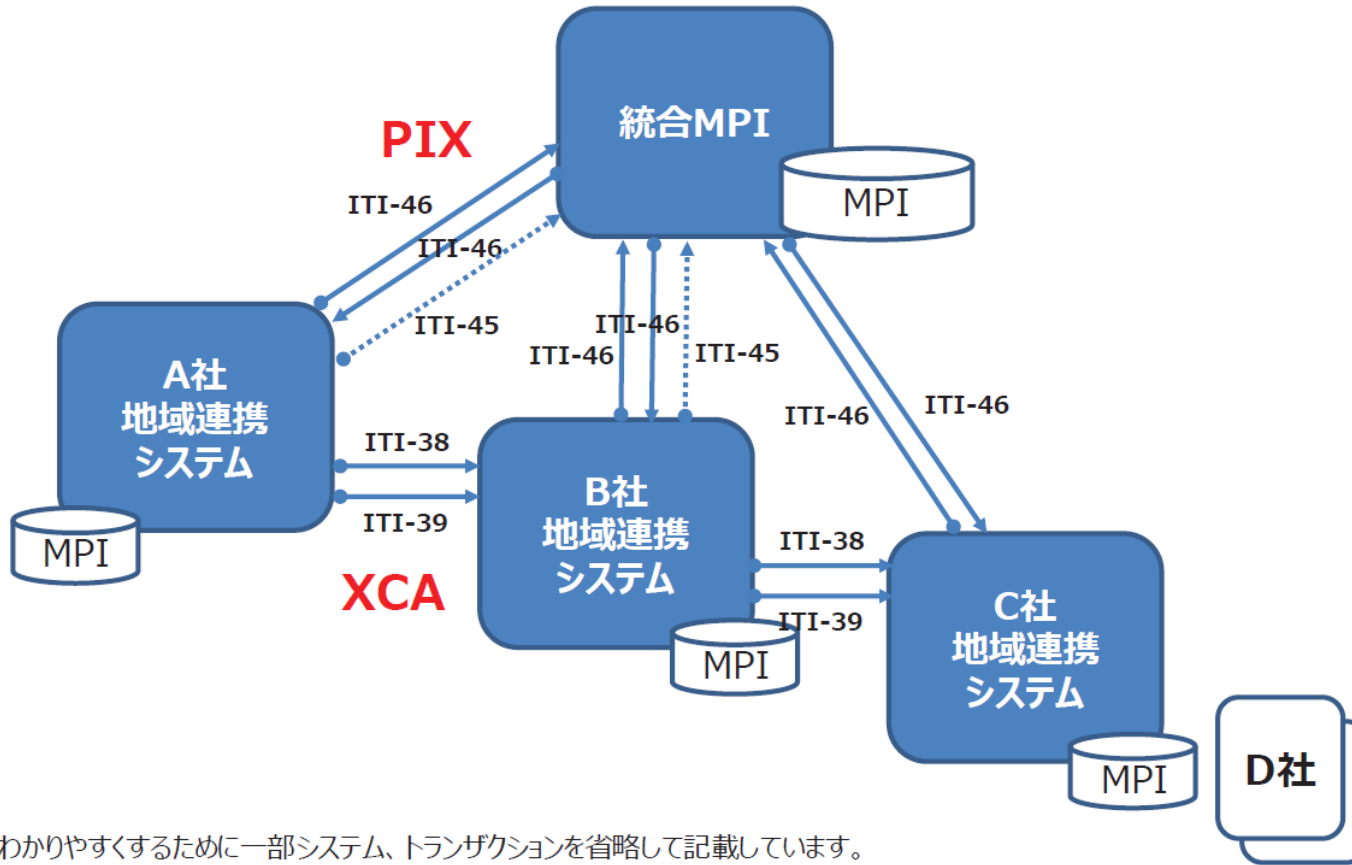 統合MPI
MPI
PIX
ITI-46
ITI-46
ITI-45
ITI-46
ITI-46
ITI-45
ITI-46
ITI-46
A社
地域連携
システム
MPI
ITI-38
ITI-39
XCA
B社
地域連携
システム
MPI
ITI-38
ITI-39
C社
地域連携
システム
MPI
D社
わかりやすくするために一部システム、トランザクションを省略して記載しています。